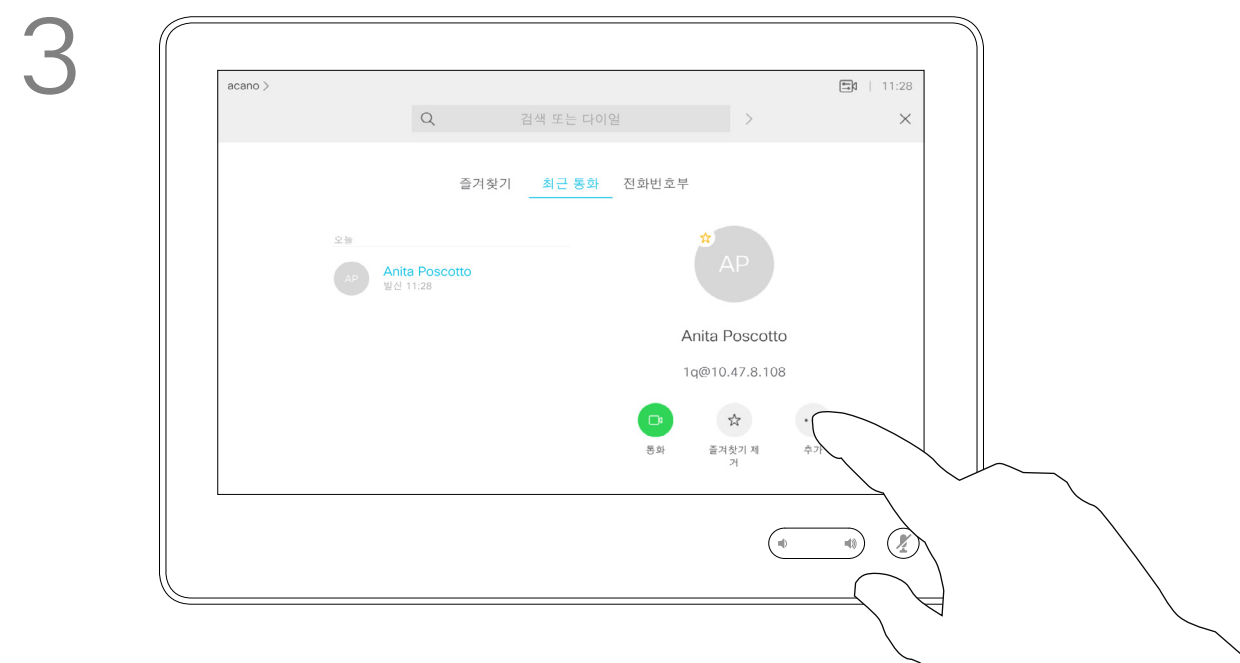 3
acano >
11:28
검색 또는 다이얼
즐겨찾기 최근 통화 전화번호부
오늘
AP
Anita Poscotto
발신 11:28
AP
Anita Poscotto
1q@10.47.8.108
통화
즐겨찾기 제
거
추가